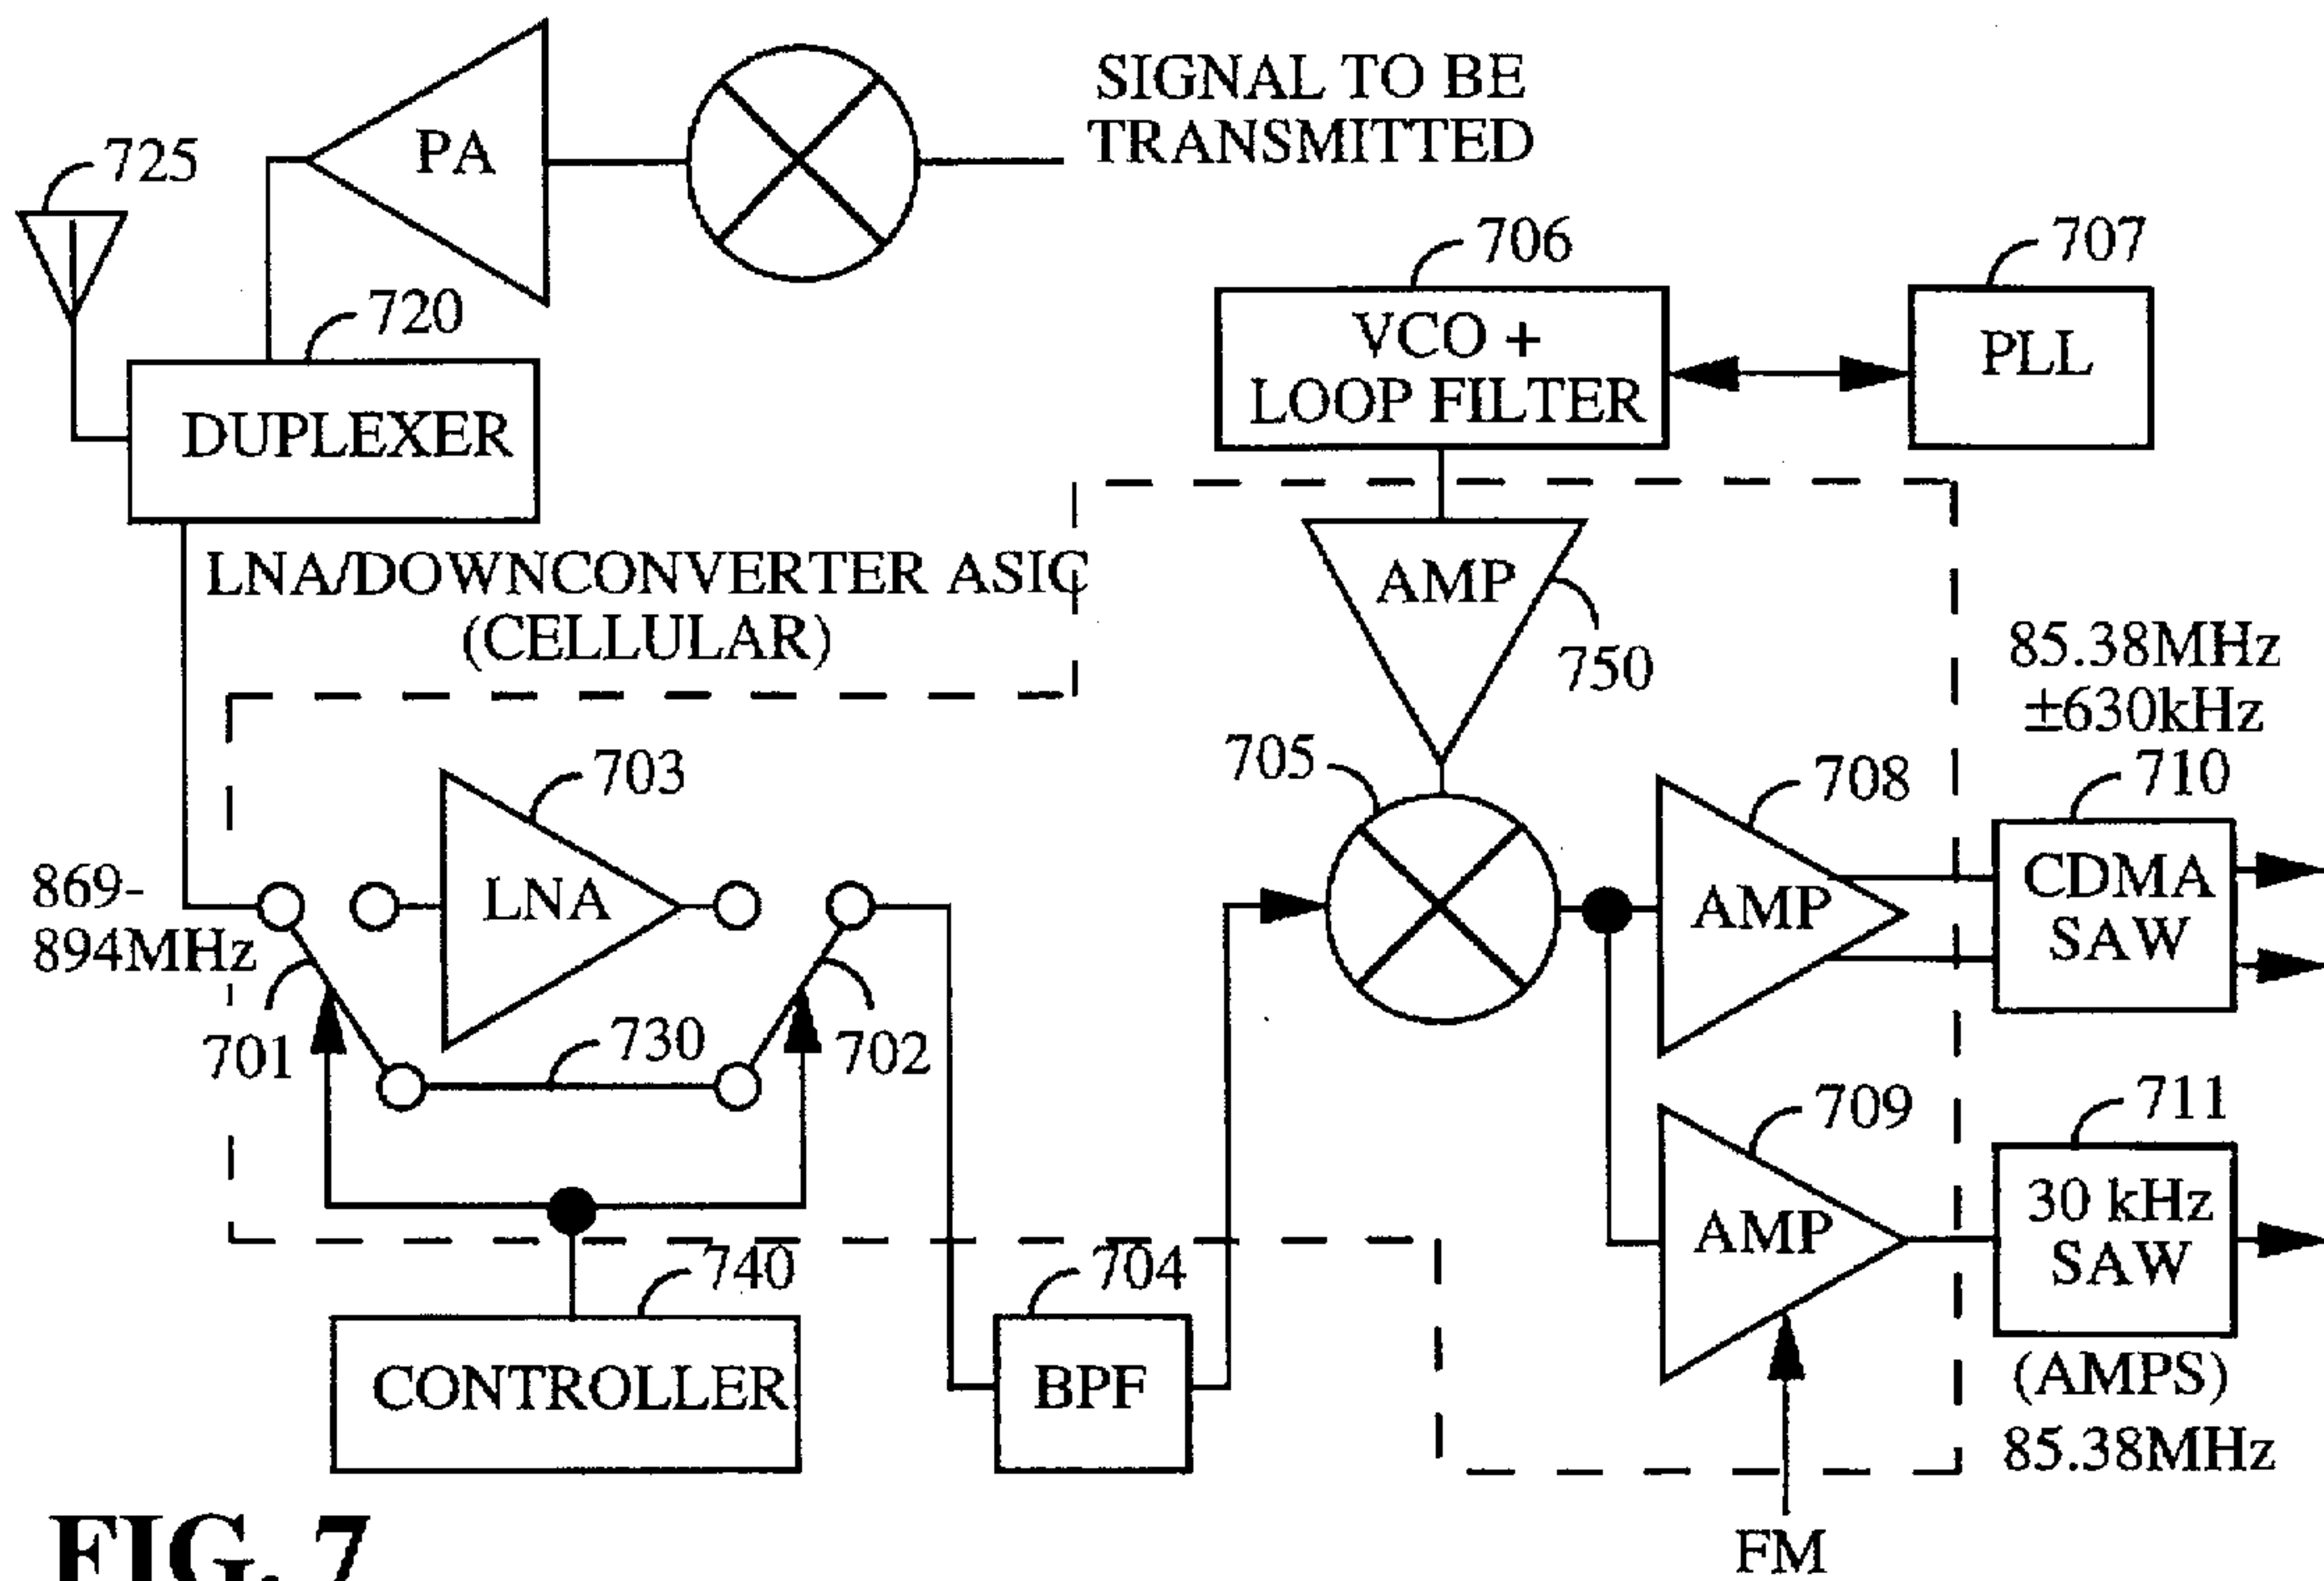 SIGNAL TO BE
TRANSMITTED
PA
725
706
707
720
VCO +
LOOP FILTER
PLL
DUPLEXER
LNA/DOWNCONVERTER ASIC
(CELLULAR)
AMP
750
85.38MHz
±630kHz
703
705
708
710
869-
894MHz
LNA
AMP
CDMA
SAW
701
730
702
709
711
AMP
30 kHz
SAW
740
704
CONTROLLER
BPF
(AMPS)
85.38MHz
FM
FIG. 7